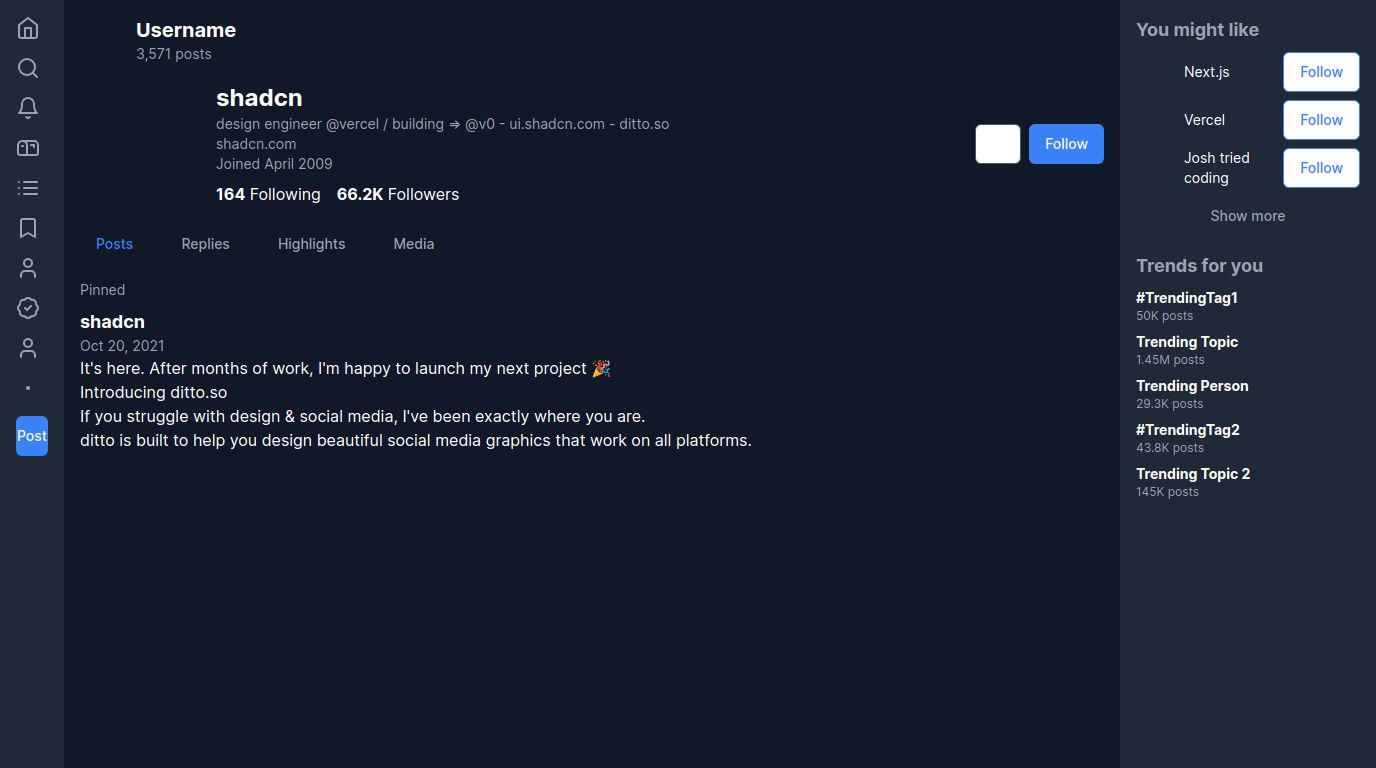 Username
3,571 posts
shadcn
design engineer @vercel / building ⇒ @v0 - ui.shadcn.com - ditto.so
shadcn.com
Joined April 2009
164 Following 66.2K Followers
Posts Replies Highlights Media
Pinned
shadcn
Oct 20, 2021
It's here. After months of work, I'm happy to launch my next project 🎉
Introducing ditto.so
If you struggle with design & social media, I've been exactly where you are.
ditto is built to help you design beautiful social media graphics that work on all platforms.
Post
Follow
You might like
Next.js Follow
Vercel Follow
Josh tried
coding
Follow
Show more
Trends for you
#TrendingTag1
50K posts
Trending Topic
1.45M posts
Trending Person
29.3K posts
#TrendingTag2
43.8K posts
Trending Topic 2
145K posts